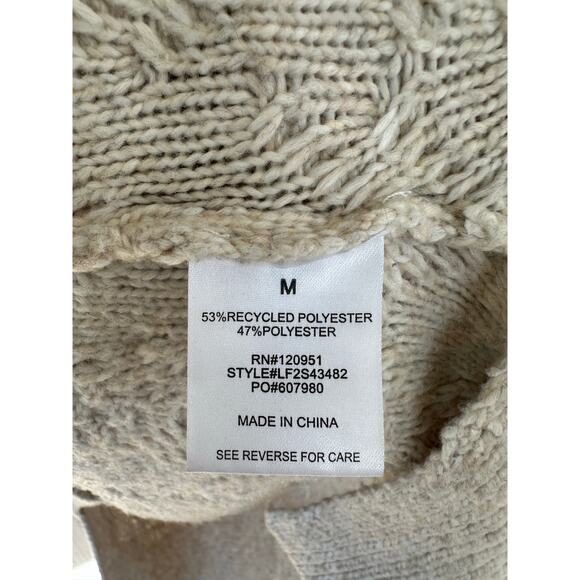 M
53%RECYCLED POLYESTER
47%POLYESTER
RN#120951
STYLE#LF2S43482
PO#607980
MADE IN CHINA
SEE REVERSE FOR CARE